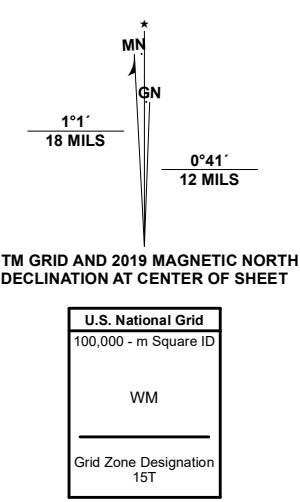 ★
MN
GN
1°1´
18 MILS
0°41´
12 MILS
TM GRID AND 2019 MAGNETIC NORTH
DECLINATION AT CENTER OF SHEET
U.S. National Grid
100,000 - m Square ID
WM
Grid Zone Designation
15T